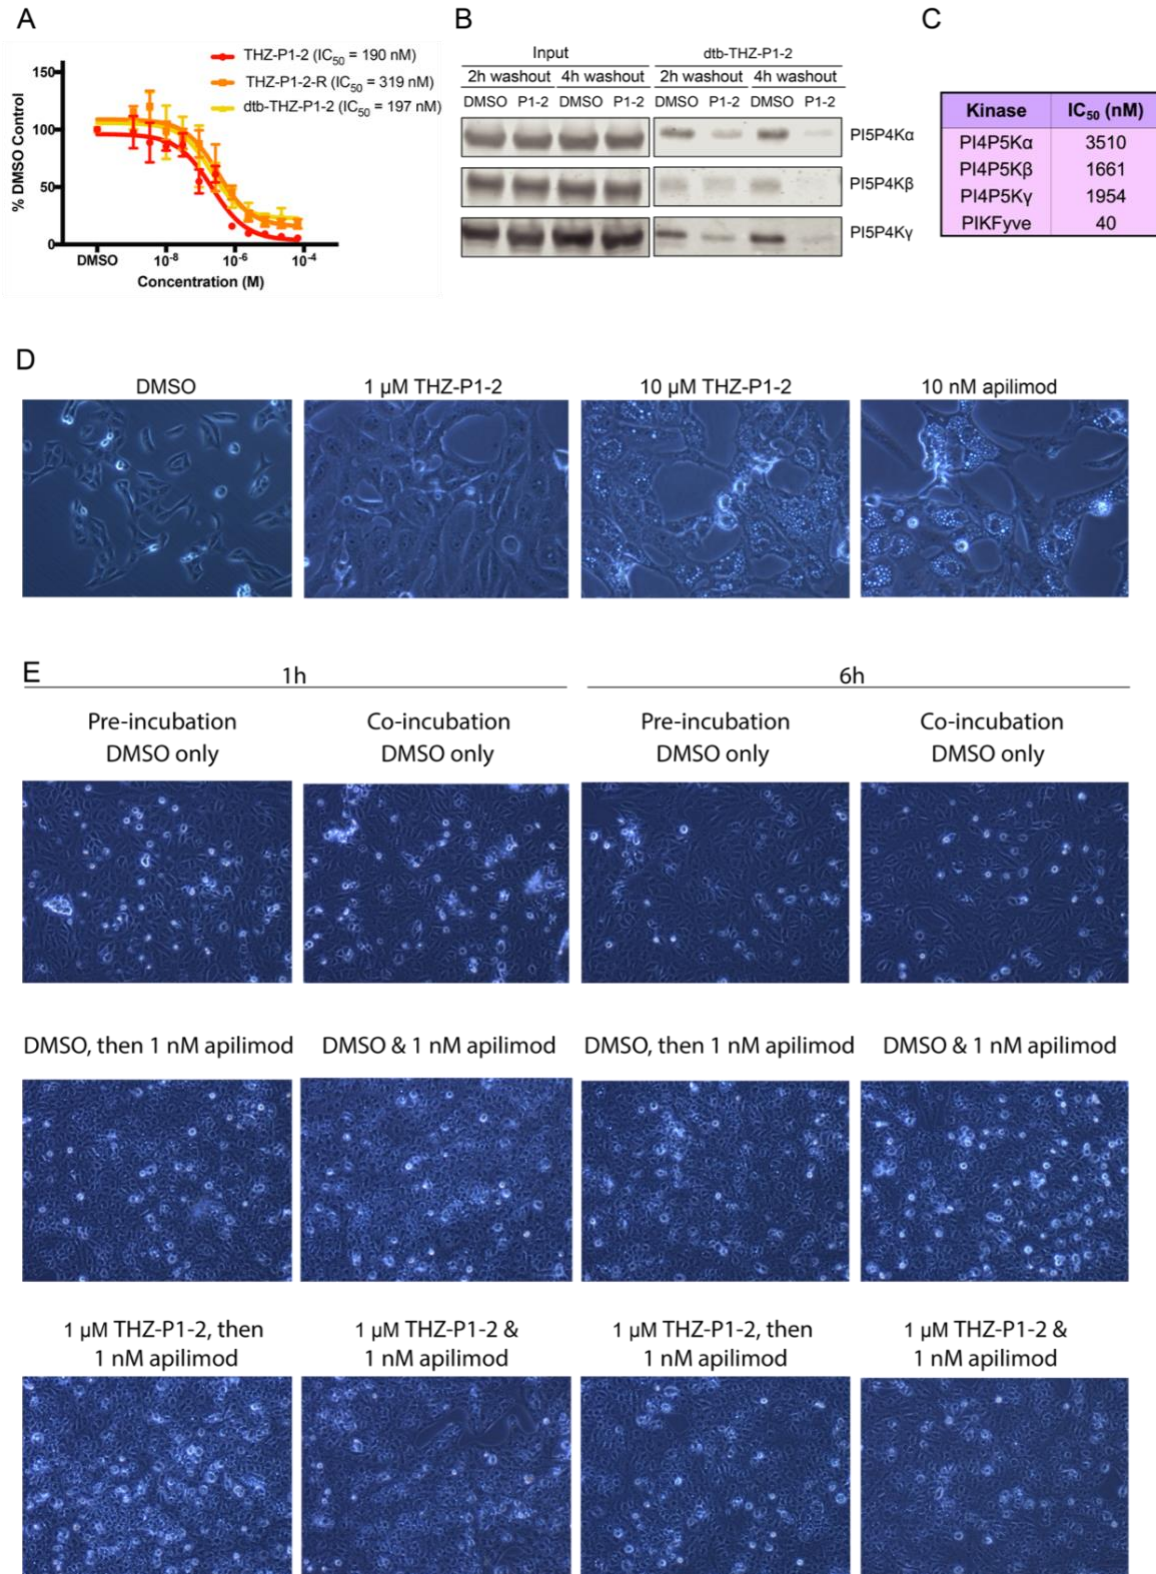 A
THZ-P1-2 (IC50 = 190 nM)
THZ-P1-2-R (IC50 = 319 nM)
dtb-THZ-P1-2 (IC50 = 197 nM)
150
100
50
0
% DMSO Control
DMSO
10-8
10-6
10-4
Concentration (M)
B
Input
dtb-THZ-P1-2
2h washout 4h washout 2h washout 4h washout
DMSO P1-2 DMSO P1-2 DMSO P1-2 DMSO P1-2
PI5P4Kα
PI5P4Kβ
PI5P4Kγ
C
Kinase IC50 (nM)
PI4P5Kα 3510
PI4P5Kβ 1661
PI4P5Kγ 1954
PIKFyve 40
D
DMSO
1 µM THZ-P1-2
10 µM THZ-P1-2
10 nM apilimod
E
1h
6h
Pre-incubation
DMSO only
Co-incubation
DMSO only
Pre-incubation
DMSO only
Co-incubation
DMSO only
DMSO, then 1 nM apilimod
DMSO & 1 nM apilimod
DMSO, then 1 nM apilimod
DMSO & 1 nM apilimod
1 µM THZ-P1-2, then
1 nM apilimod
1 µM THZ-P1-2 &
1 nM apilimod
1 µM THZ-P1-2, then
1 nM apilimod
1 µM THZ-P1-2 &
1 nM apilimod